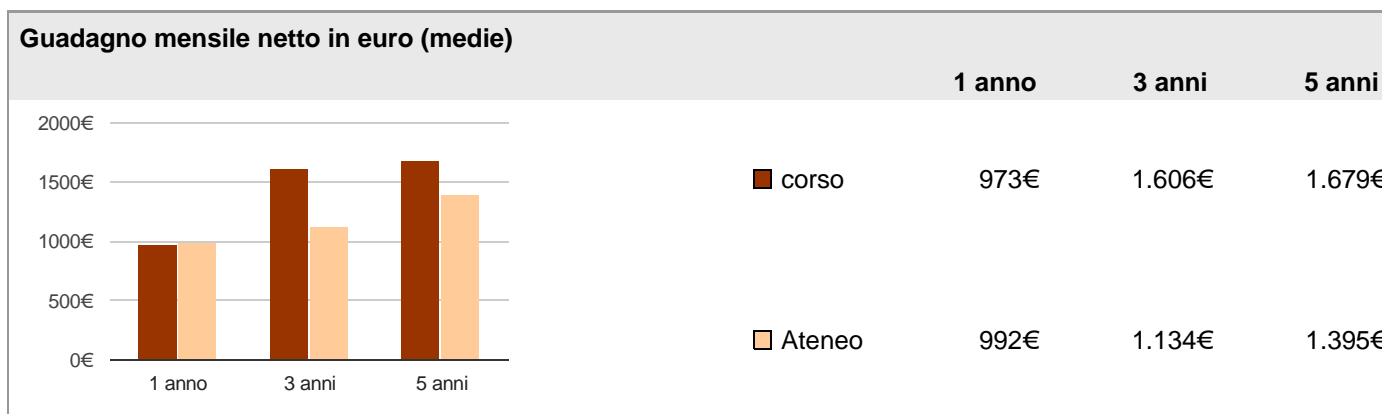 Guadagno mensile netto in euro (medie)
1 anno 3 anni 5 anni
2000€
1500€
1000€
500€
0€
1 anno 3 anni 5 anni
corso 973€ 1.606€ 1.679€
Ateneo 992€ 1.134€ 1.395€